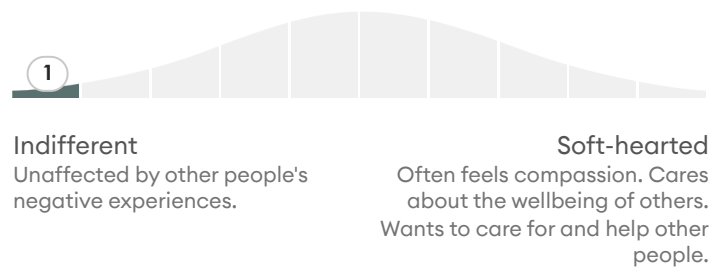 1
Indifferent
Unaffected by other people's
negative experiences.
Soft-hearted
Often feels compassion. Cares
about the wellbeing of others.
Wants to care for and help other
people.